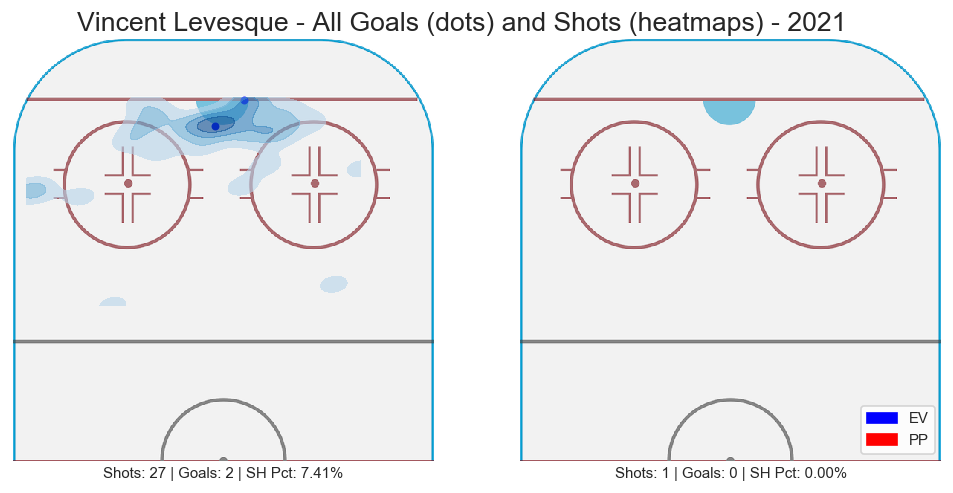 Vincent Levesque - All Goals (dots) and Shots (heatmaps) - 2021
EV
PP
Shots: 27 | Goals: 2 | SH Pct: 7.41%
Shots: 1 | Goals: 0 | SH Pct: 0.00%